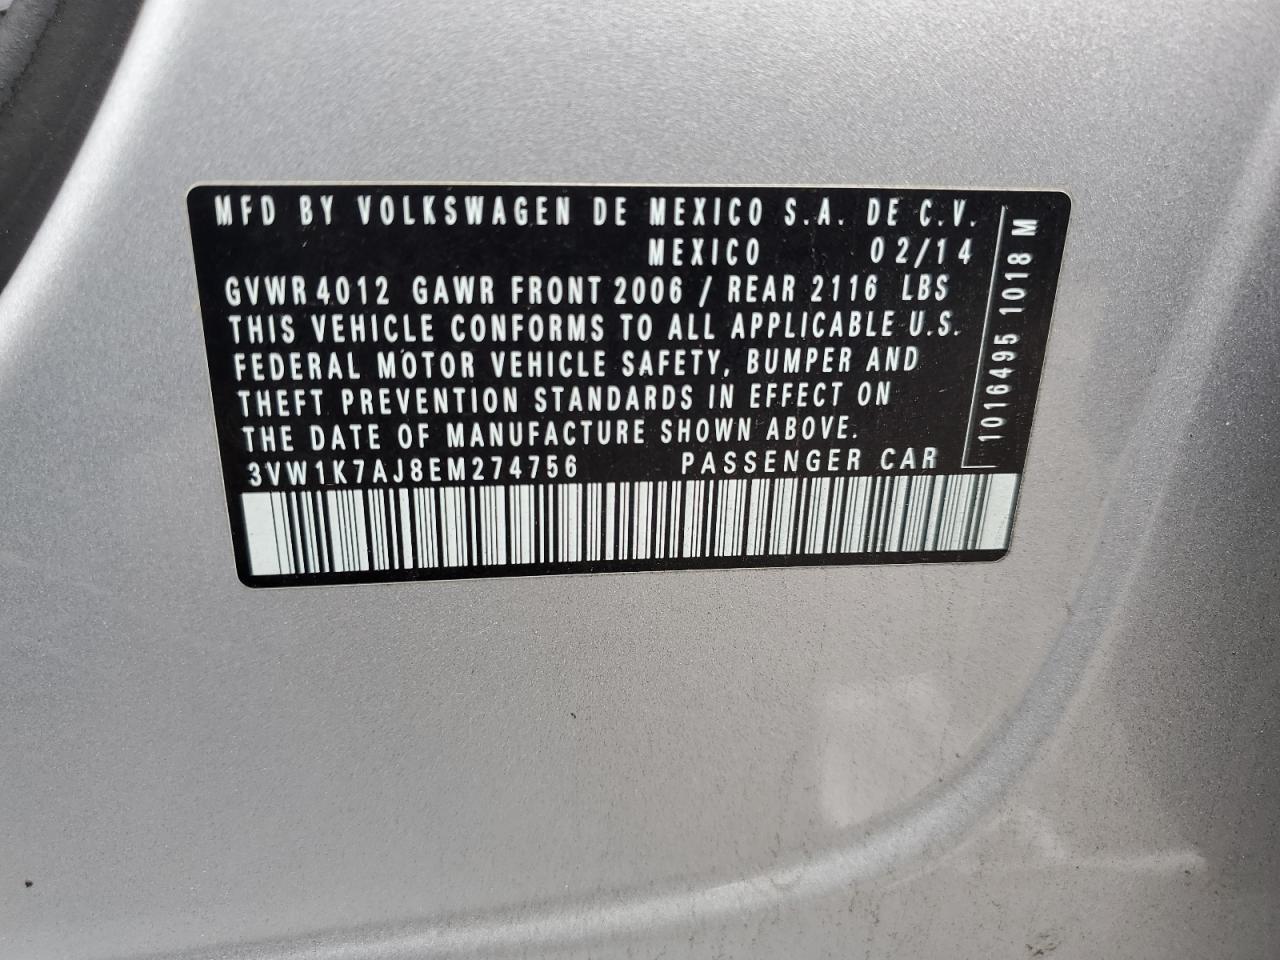 MFD BY VOLKSWAGEN DE MEXICO S.A. DE C.V.
MEXICO 02/14
GVWR 4012 GAWR FRONT 2006 / REAR 2116 LBS
THIS VEHICLE CONFORMS TO ALL APPLICABLE U.S.
FEDERAL MOTOR VEHICLE SAFETY, BUMPER AND
THEFT PREVENTION STANDARDS IN EFFECT ON
THE DATE OF MANUFACTURE SHOWN ABOVE.
3VW1K7AJ8EM274756 PASSENGER CAR
1016495 1018 M